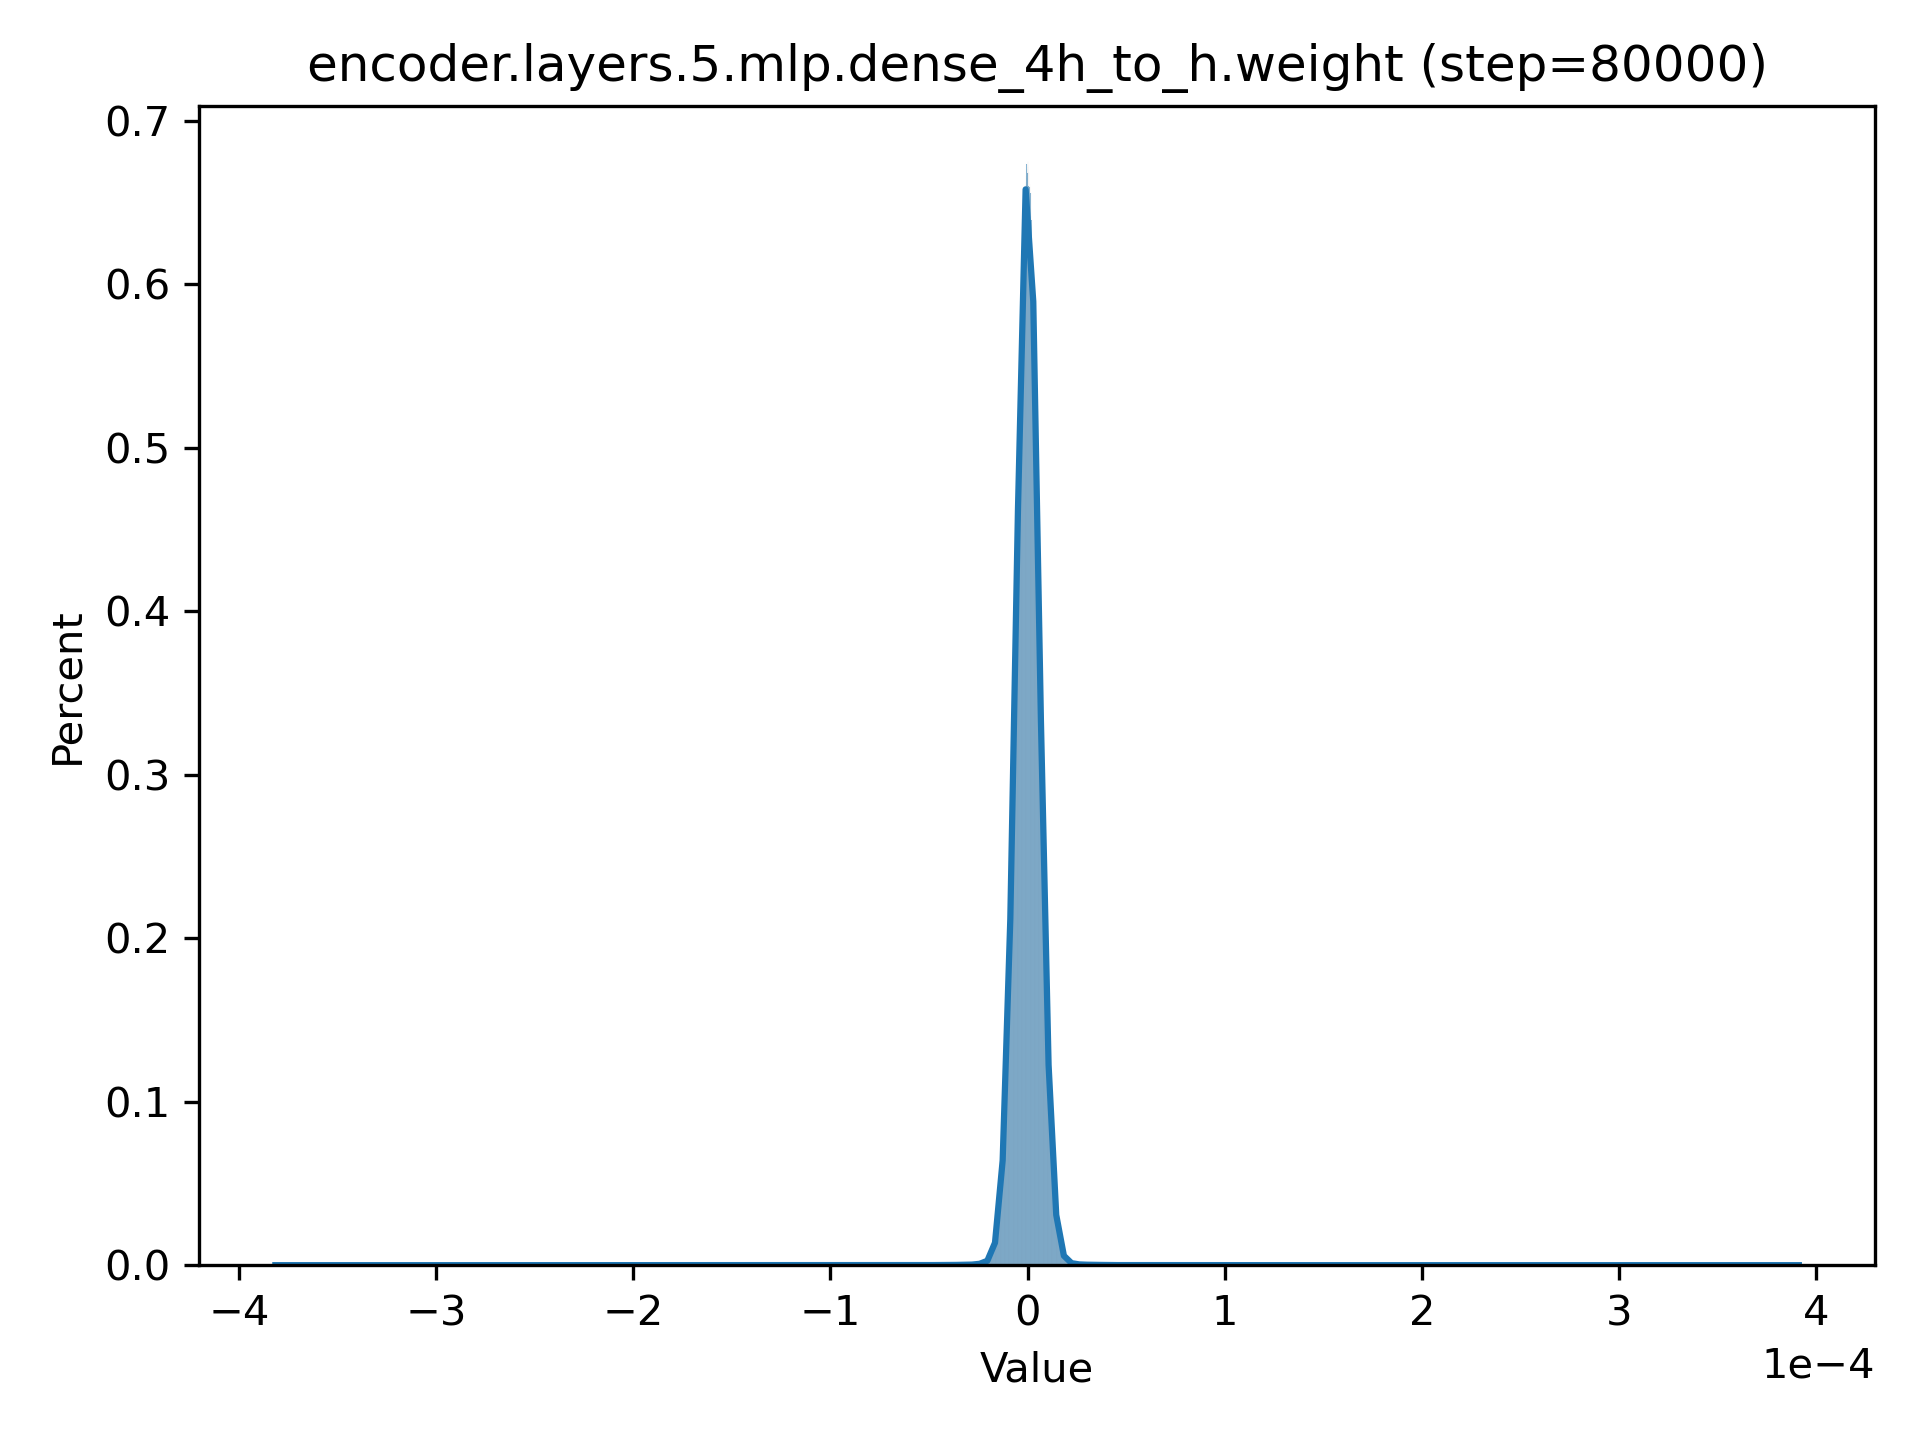 encoder.layers.5.mlp.dense_4h_to_h.weight (step=80000)
0.7
0.6
0.5
0.4
0.3
0.2
0.1
0.0
Percent
−4 −3 −2 −1 0 1 2 3 4
1e−4
Value